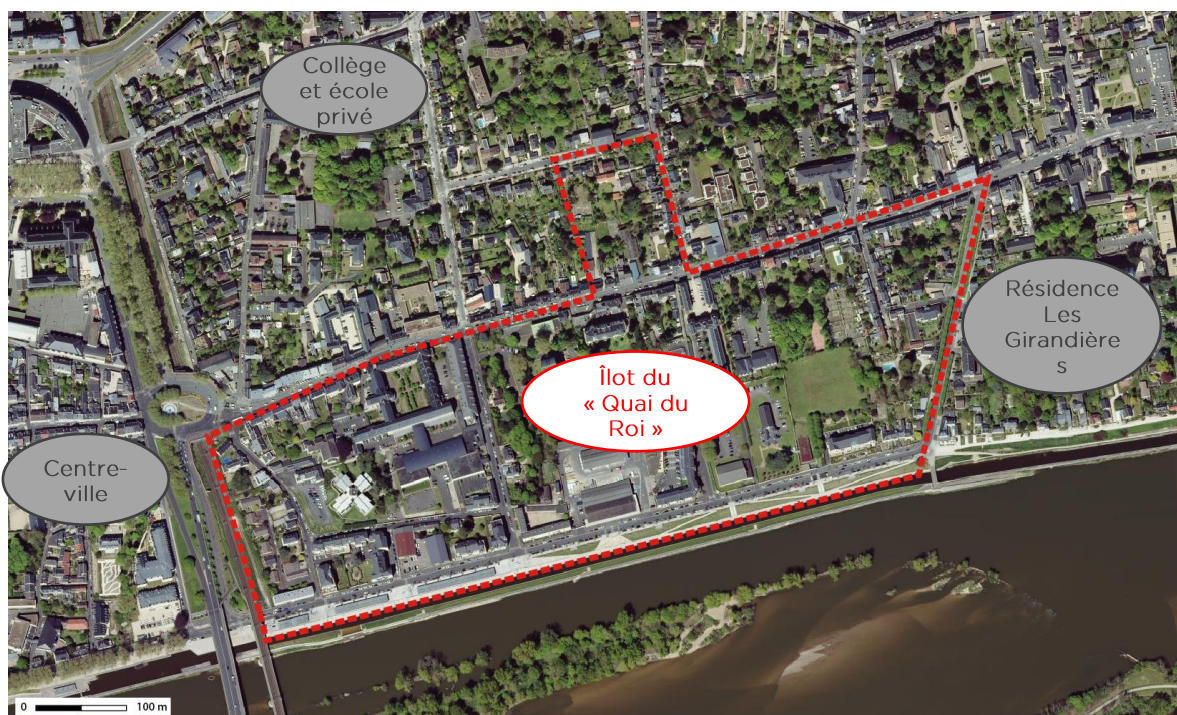 Collège
et école
privé
Résidence
Les
Girandière
s
Îlot du
« Quai du
Roi »
Centre-
ville
0 100 m